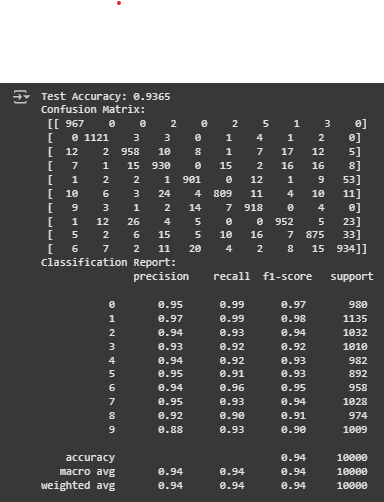 Test Accuracy: 0.9365
Confusion Matrix:
[[ 967 0 0 2 0 2 5 1 3 0]
[ 0 1121 3 3 0 1 4 1 2 0]
[ 12 2 958 10 8 1 7 17 12 5]
[ 7 1 15 930 0 15 2 16 16 8]
[ 1 2 2 1 901 0 12 1 9 53]
[ 10 6 3 24 4 809 11 4 10 11]
[ 9 3 1 2 14 7 918 0 4 0]
[ 1 12 26 4 5 0 0 952 5 23]
[ 5 2 6 15 5 10 16 7 875 33]
[ 6 7 2 11 20 4 2 8 15 934]]
Classification Report:
precision recall f1-score support
0 0.95 0.99 0.97 980
1 0.97 0.99 0.98 1135
2 0.94 0.93 0.94 1032
3 0.93 0.92 0.92 1010
4 0.94 0.92 0.93 982
5 0.95 0.91 0.93 892
6 0.94 0.96 0.95 958
7 0.95 0.93 0.94 1028
8 0.92 0.90 0.91 974
9 0.88 0.93 0.90 1009
accuracy 0.94 10000
macro avg 0.94 0.94 0.94 10000
weighted avg 0.94 0.94 0.94 10000